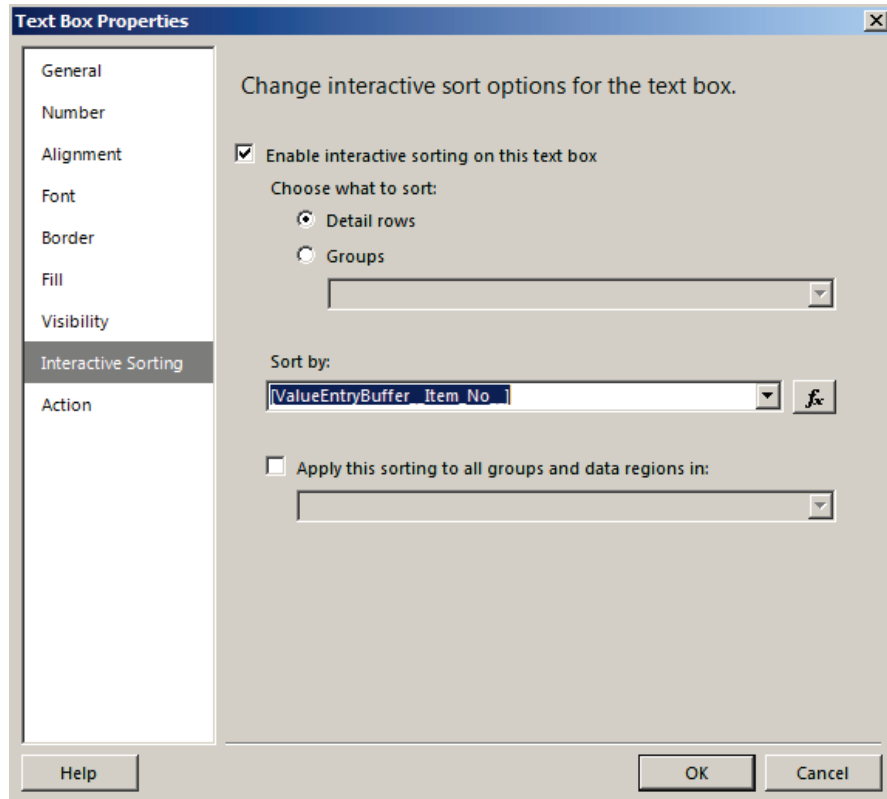 Text Box Properties
General
Number
Alignment
Font
Border
Fill
Visibility
Interactive Sorting
Action
Change interactive sort options for the text box.
Enable interactive sorting on this text box
Choose what to sort:
Detail rows
Groups
Sort by:
[ValueEntryBuffer__Item_No__]
fx
Apply this sorting to all groups and data regions in:
Help
OK
Cancel